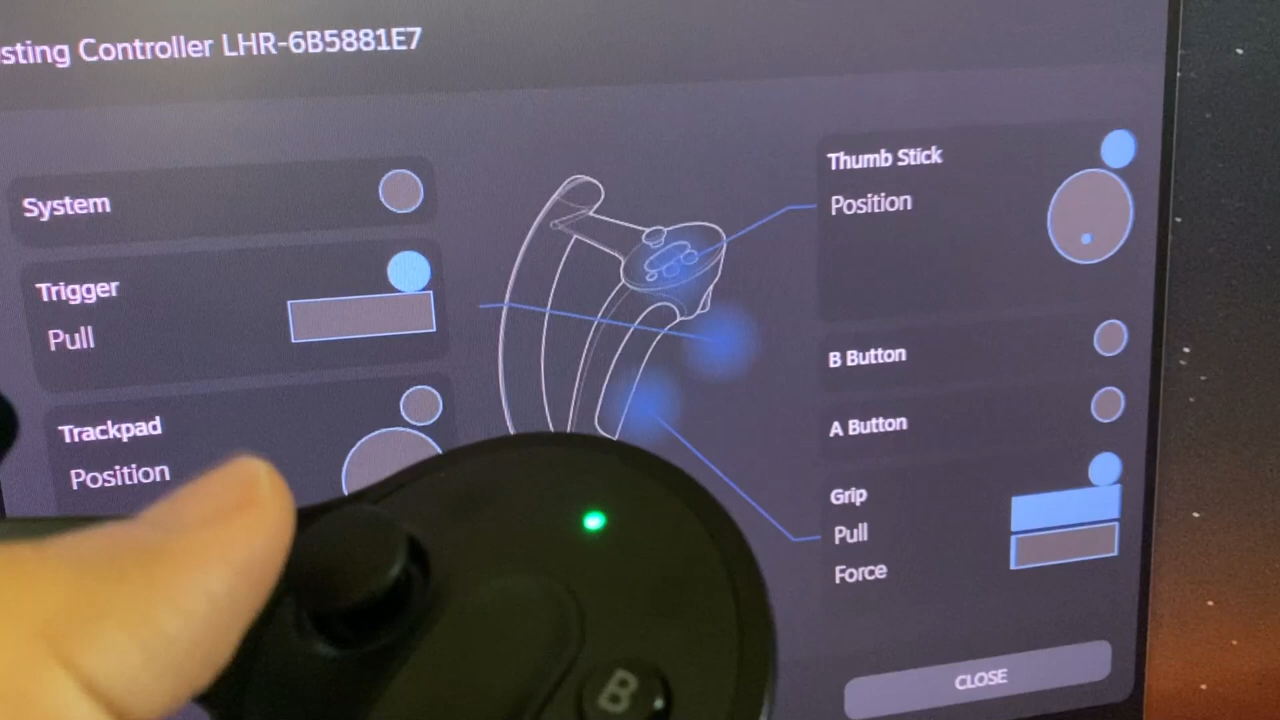 sting Controller LHR-6B5881E7
System
Trigger
Pull
Trackpad
Position
Thumb Stick
Position
B Button
A Button
Grip
Pull
Force
CLOSE
B